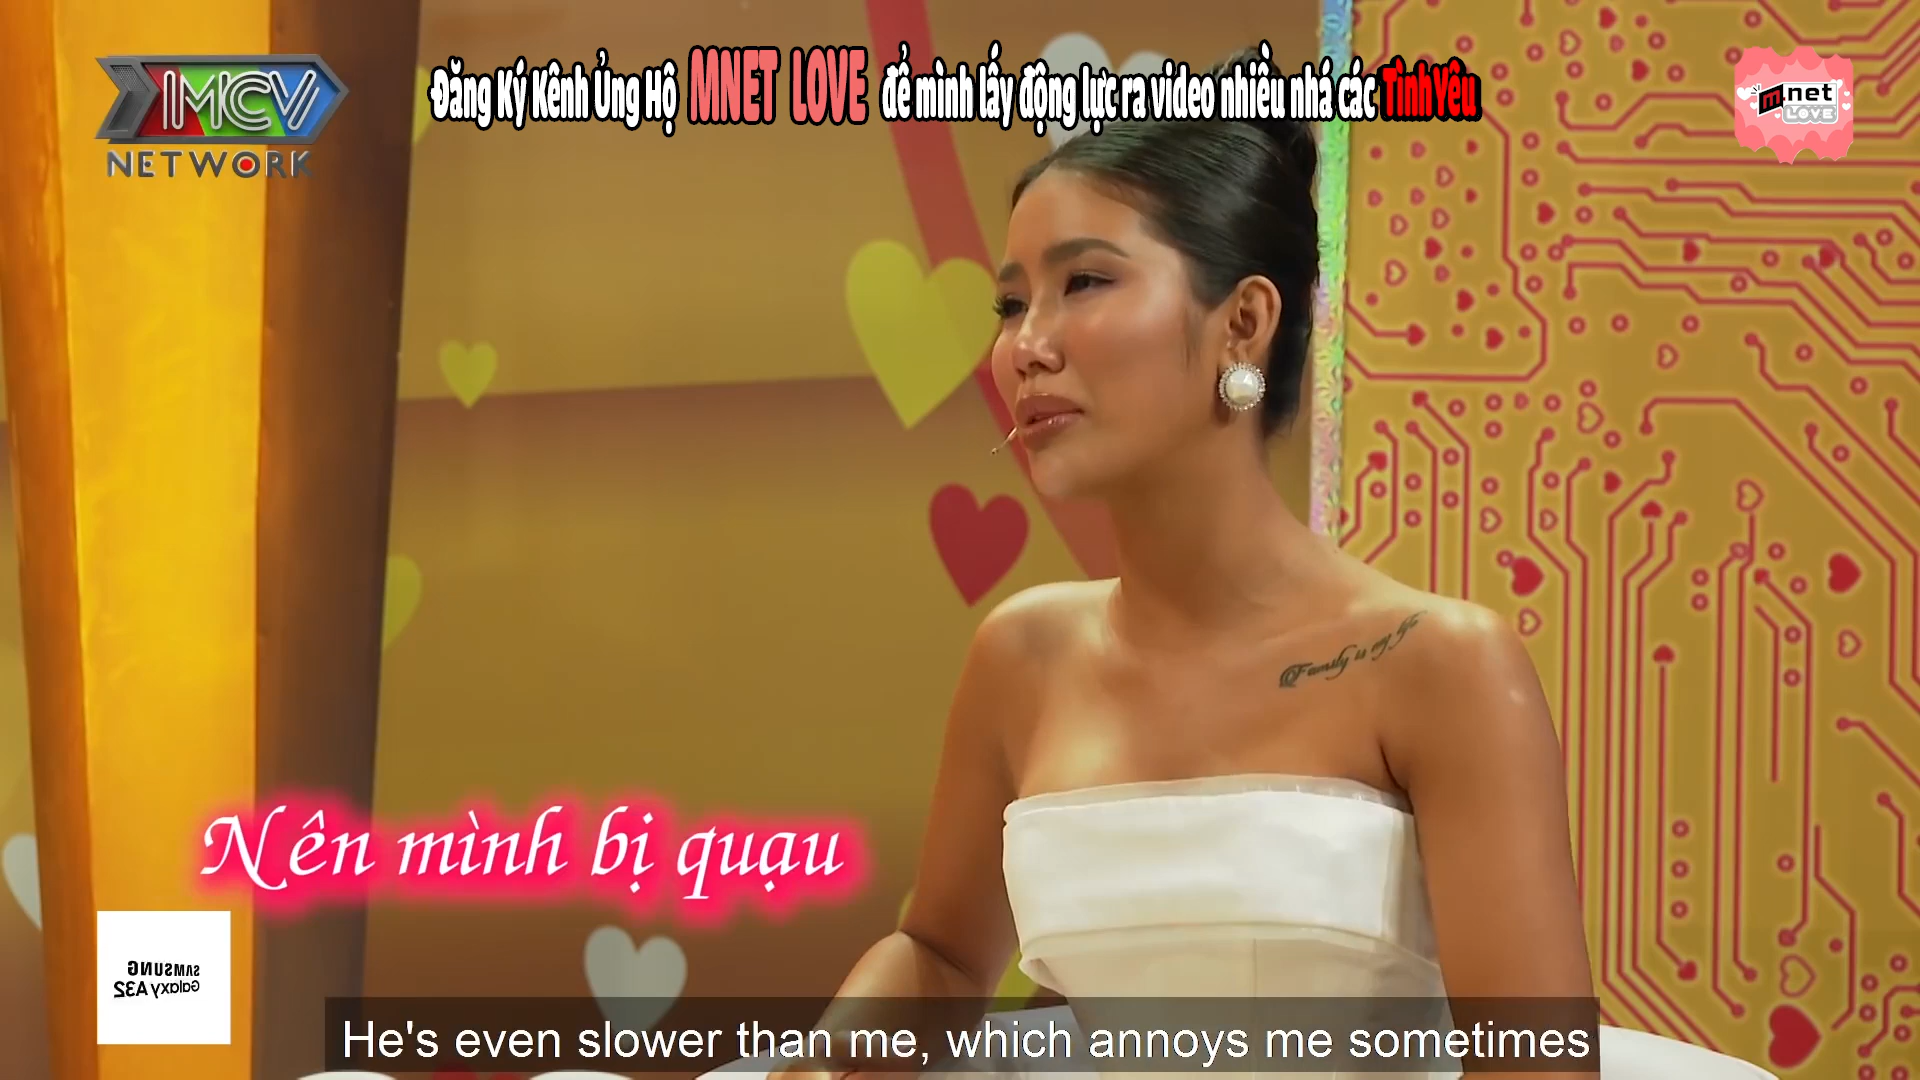 MCV
NETWORK
Đăng Ký Kênh Ủng Hộ MNET LOVE để mình lấy động lực ra video nhiều nhá các Tình Yêu
mnet
LOVE
Family is my life
Nên mình bị quạu
SAMSUNG
Galaxy A32
He's even slower than me, which annoys me sometimes